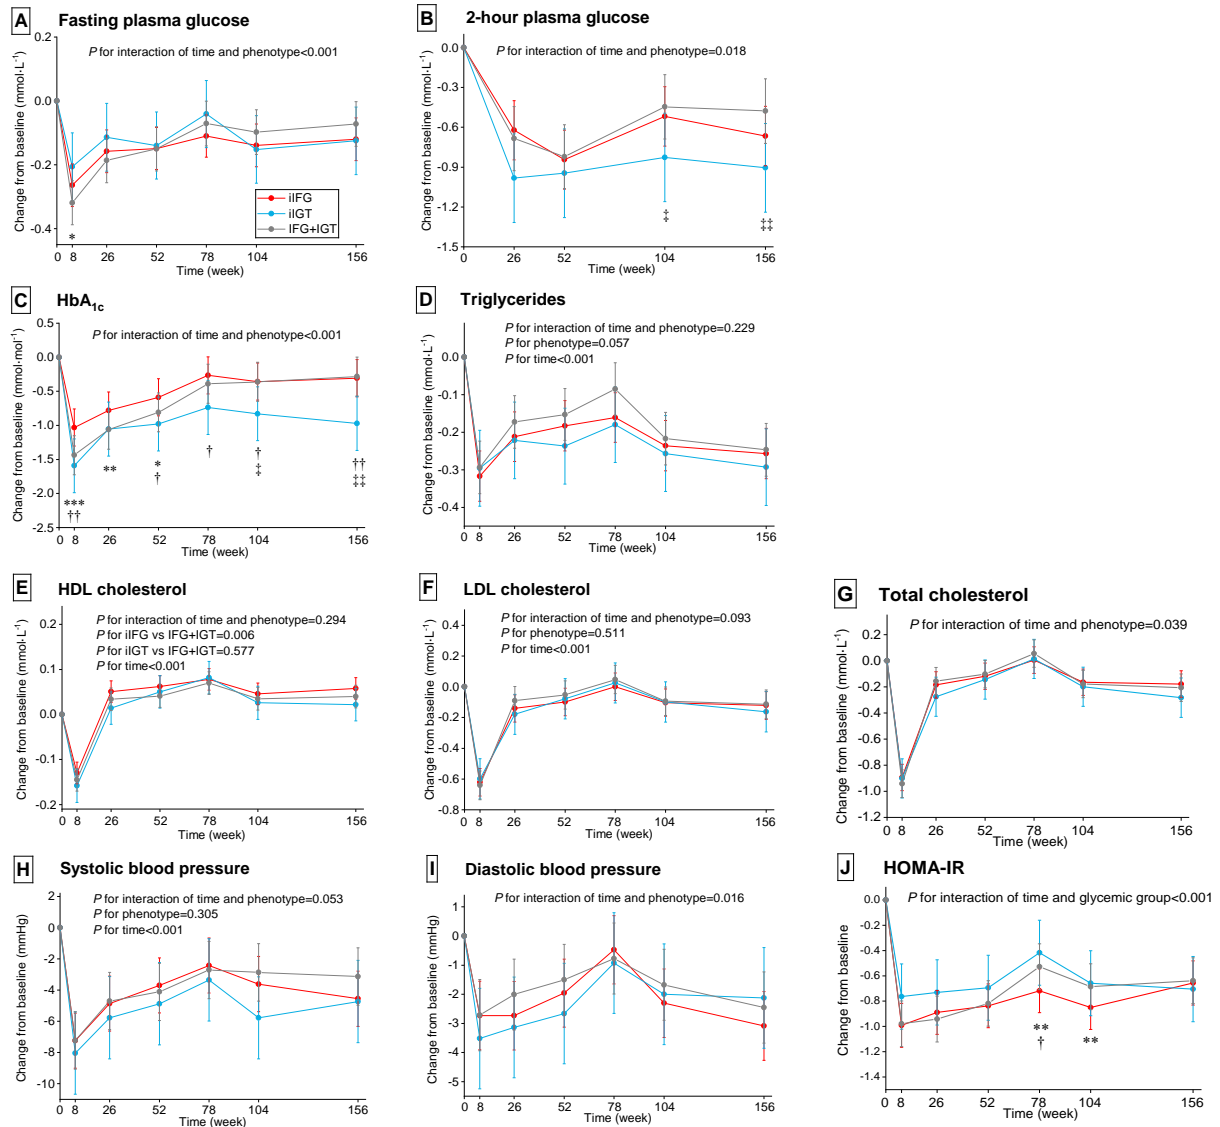 A Fasting plasma glucose
P for interaction of time and phenotype<0.001
Change from baseline (mmol·L-1)
0.2
0.0
-0.2
-0.4
iIFG
iIGT
IFG+IGT
*
0 8 26 52 78 104 156
Time (week)
B 2-hour plasma glucose
P for interaction of time and phenotype=0.018
Change from baseline (mmol·L-1)
0.0
-0.3
-0.6
-0.9
-1.2
-1.5
‡
‡‡
0 26 52 78 104 156
Time (week)
C HbA1c
P for interaction of time and phenotype<0.001
Change from baseline (mmol·mol-1)
0.5
0.0
-0.5
-1.0
-1.5
-2.0
-2.5
***
††
**
*
†
†
†
‡
††
‡‡
0 8 26 52 78 104 156
Time (week)
D Triglycerides
P for interaction of time and phenotype=0.229
P for phenotype=0.057
P for time<0.001
Change from baseline (mmol·L-1)
0.0
-0.1
-0.2
-0.3
-0.4
0 8 26 52 78 104 156
Time (week)
E HDL cholesterol
P for interaction of time and phenotype=0.294
P for iIFG vs IFG+IGT=0.006
P for iIGT vs IFG+IGT=0.577
P for time<0.001
Change from baseline (mmol·L-1)
0.2
0.1
0.0
-0.1
-0.2
0 8 26 52 78 104 156
Time (week)
F LDL cholesterol
P for interaction of time and phenotype=0.093
P for phenotype=0.511
P for time<0.001
Change from baseline (mmol·L-1)
0.4
0.2
0.0
-0.2
-0.4
-0.6
-0.8
0 8 26 52 78 104 156
Time (week)
G Total cholesterol
P for interaction of time and phenotype=0.039
Change from baseline (mmol·L-1)
0.2
0.0
-0.2
-0.4
-0.6
-0.8
-1.0
-1.2
0 8 26 52 78 104 156
Time (week)
H Systolic blood pressure
P for interaction of time and phenotype=0.053
P for phenotype=0.305
P for time<0.001
Change from baseline (mmHg)
2
0
-2
-4
-6
-8
-10
0 8 26 52 78 104 156
Time (week)
I Diastolic blood pressure
P for interaction of time and phenotype=0.016
Change from baseline (mmHg)
1
0
-1
-2
-3
-4
-5
0 8 26 52 78 104 156
Time (week)
J HOMA-IR
P for interaction of time and glycemic group<0.001
Change from baseline
0.0
-0.2
-0.4
-0.6
-0.8
-1.0
-1.2
-1.4
**
†
**
0 8 26 52 78 104 156
Time (week)